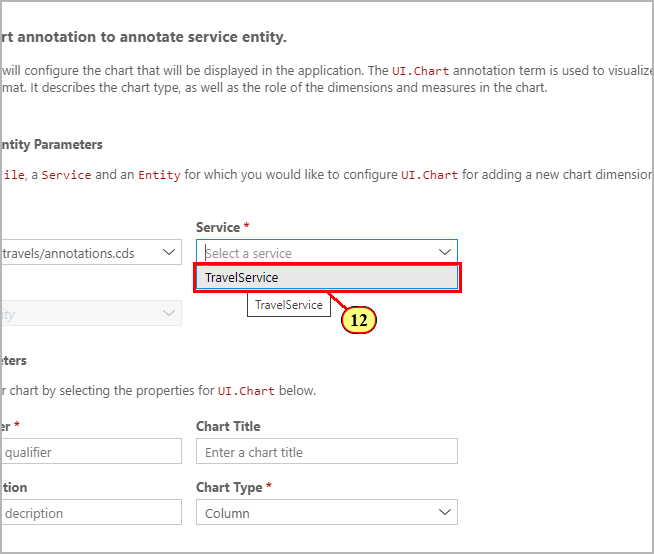 rt annotation to annotate service entity.
will configure the chart that will be displayed in the application. The UI.Chart annotation term is used to visualize
mat. It describes the chart type, as well as the role of the dimensions and measures in the chart.
ntity Parameters
File, a Service and an Entity for which you would like to configure UI.Chart for adding a new chart dimension
Service *
travels/annotations.cds
Select a service
TravelService
TravelService
12
ity
eters
r chart by selecting the properties for UI.Chart below.
er *
Chart Title
qualifier
Enter a chart title
tion
Chart Type *
decription
Column